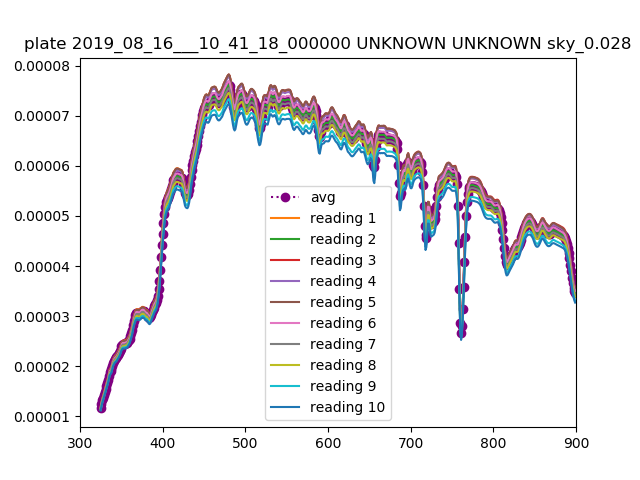 plate 2019_08_16___10_41_18_000000 UNKNOWN UNKNOWN sky_0.028
0.00008
0.00007
0.00006
0.00005
0.00004
0.00003
0.00002
0.00001
avg
reading 1
reading 2
reading 3
reading 4
reading 5
reading 6
reading 7
reading 8
reading 9
reading 10
300 400 500 600 700 800 900